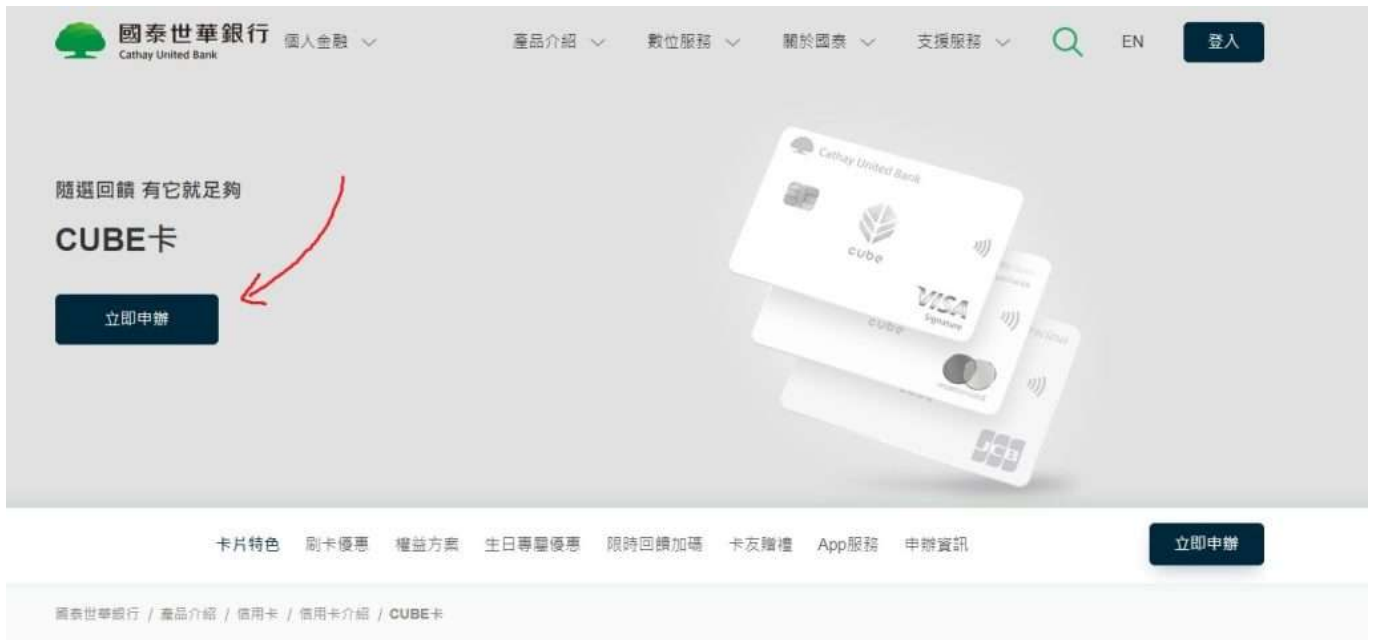 國泰世華銀行
Cathay United Bank
個人金融
產品介紹
數位服務
關於國泰
支援服務
EN
登入
隨選回饋 有它就足夠
CUBE卡
立即申辦
Cathay United Bank
cube
VISA
Signature
cube
JCB
卡片特色 刷卡優惠 權益方案 生日專屬優惠 限時回饋加碼 卡友贈禮 App服務 申辦資訊
立即申辦
國泰世華銀行 / 產品介紹 / 信用卡 / 信用卡介紹 / CUBE卡